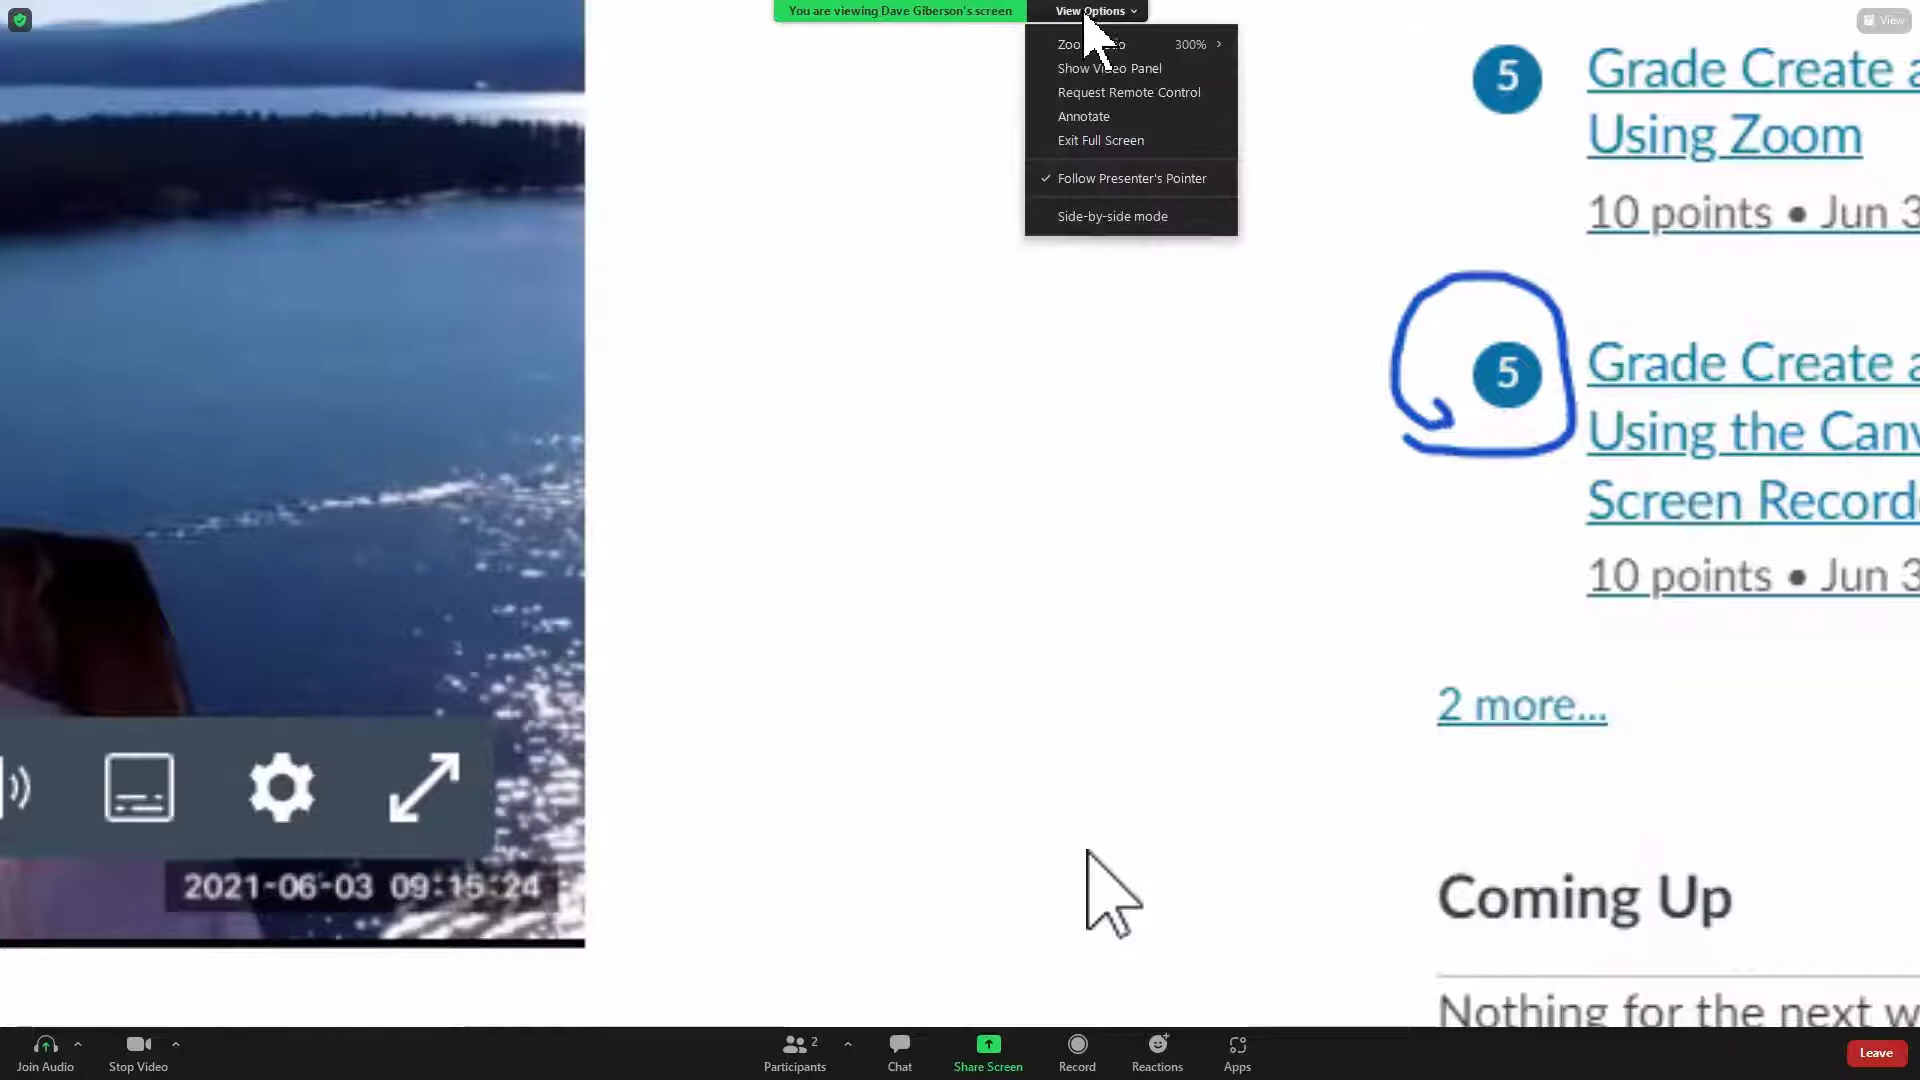 You are viewing Dave Giberson's screen
View Options
View
300%
Show Video Panel
Request Remote Control
Annotate
Exit Full Screen
Follow Presenter's Pointer
Side-by-side mode
5
Grade Create a
Using Zoom
10 points • Jun 3
5
Grade Create a
Using the Canv
Screen Record
10 points • Jun 3
2 more...
Coming Up
Nothing for the next w
2021-06-03 09:15:24
Join Audio
Stop Video
Participants
2
Chat
Share Screen
Record
Reactions
Apps
Leave